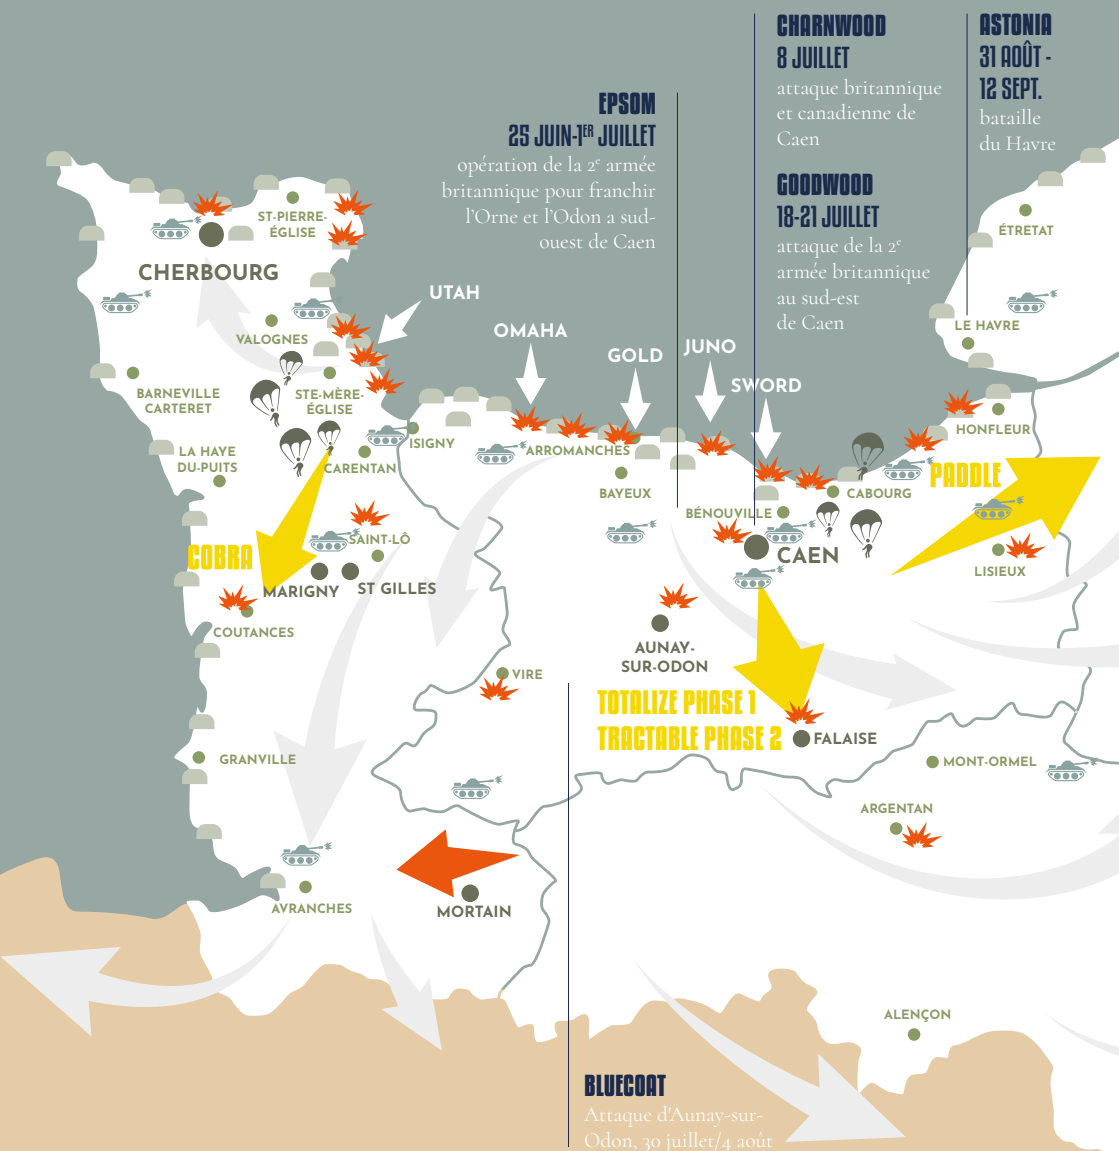 CHARNWOOD
8 JUILLET
attaque britannique
et canadienne de
Caen
ASTONIA
31 AOÛT -
12 SEPT.
bataille
du Havre
EPSOM
25 JUIN-1ER JUILLET
opération de la 2e armée
britannique pour franchir
l'Orne et l'Odon a sud-
ouest de Caen
GOODWOOD
18-21 JUILLET
attaque de la 2e
armée britannique
au sud-est
de Caen
ST-PIERRE-
ÉGLISE
CHERBOURG
ÉTRETAT
UTAH
OMAHA
GOLD
JUNO
SWORD
LE HAVRE
VALOGNES
BARNEVILLE
CARTERET
STE-MÈRE-
ÉGLISE
HONFLEUR
ISIGNY
ARROMANCHES
LA HAYE
DU-PUITS
CARENTAN
PADDLE
BAYEUX
CABOURG
BÉNOUVILLE
SAINT-LÔ
COBRA
CAEN
LISIEUX
MARIGNY
ST GILLES
COUTANCES
AUNAY-
SUR-ODON
VIRE
TOTALIZE PHASE 1
TRACTABLE PHASE 2
FALAISE
GRANVILLE
MONT-ORMEL
ARGENTAN
AVRANCHES
MORTAIN
ALENÇON
BLUECOAT
Attaque d'Aunay-sur-
Odon, 30 juillet/4 août